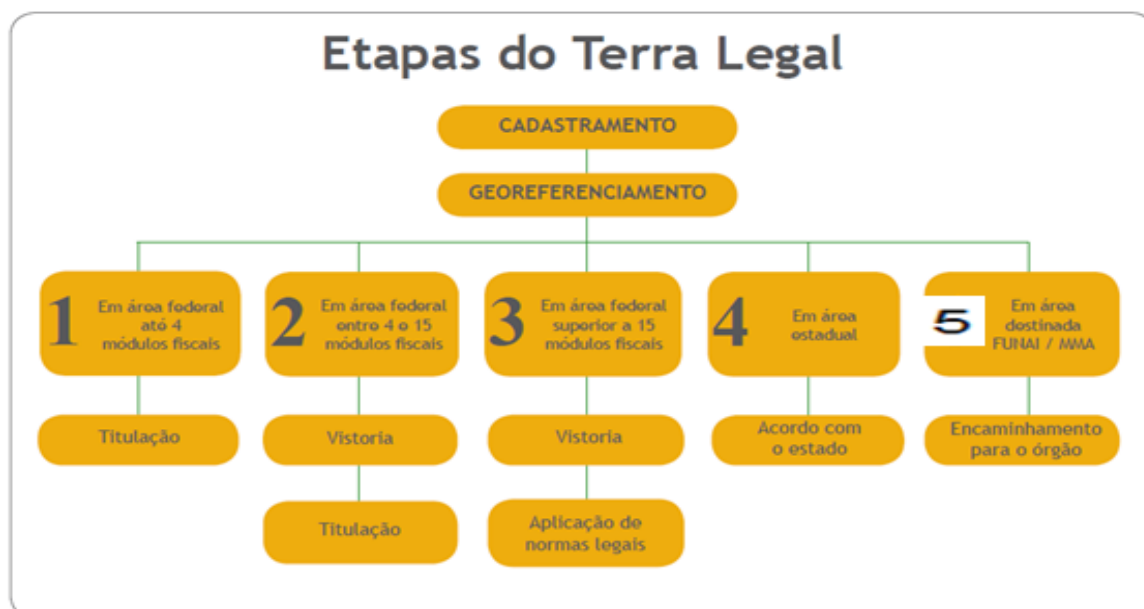 Etapas do Terra Legal
CADASTRAMENTO
GEOREFERENCIAMENTO
1
Em área federal
até 4
módulos fiscais
2
Em área federal
entre 4 e 15
módulos fiscais
3
Em área federal
superior a 15
módulos fiscais
4
Em área
estadual
5
Em área
destinada
FUNAI / MMA
Titulação
Vistoria
Vistoria
Acordo com
o estado
Encaminhamento
para o órgão
Titulação
Aplicação de
normas legais